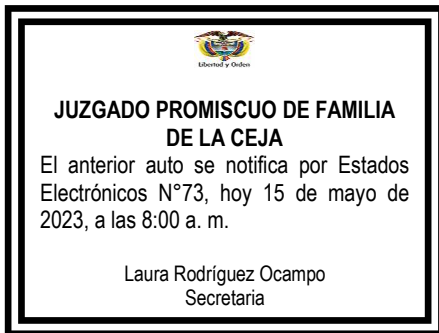 Libertad y Orden
JUZGADO PROMISCUO DE FAMILIA
DE LA CEJA
El anterior auto se notifica por Estados
Electrónicos N°73, hoy 15 de mayo de
2023, a las 8:00 a. m.
Laura Rodríguez Ocampo
Secretaria